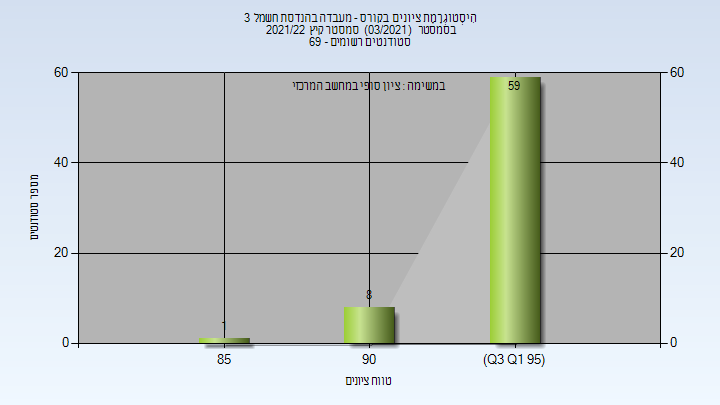 היסטוגרמת ציונים בקורס - מעבדה בהנדסת חשמל 3
בסמסטר (03/2021) סמסטר קיץ 2021/22
סטודנטים רשומים - 69
במשימה : ציון סופי במחשב המרכזי
60
60
40
40
20
20
0
0
1
8
59
מספר סטודנטים
85
90
(Q3 Q1 95)
טווח ציונים